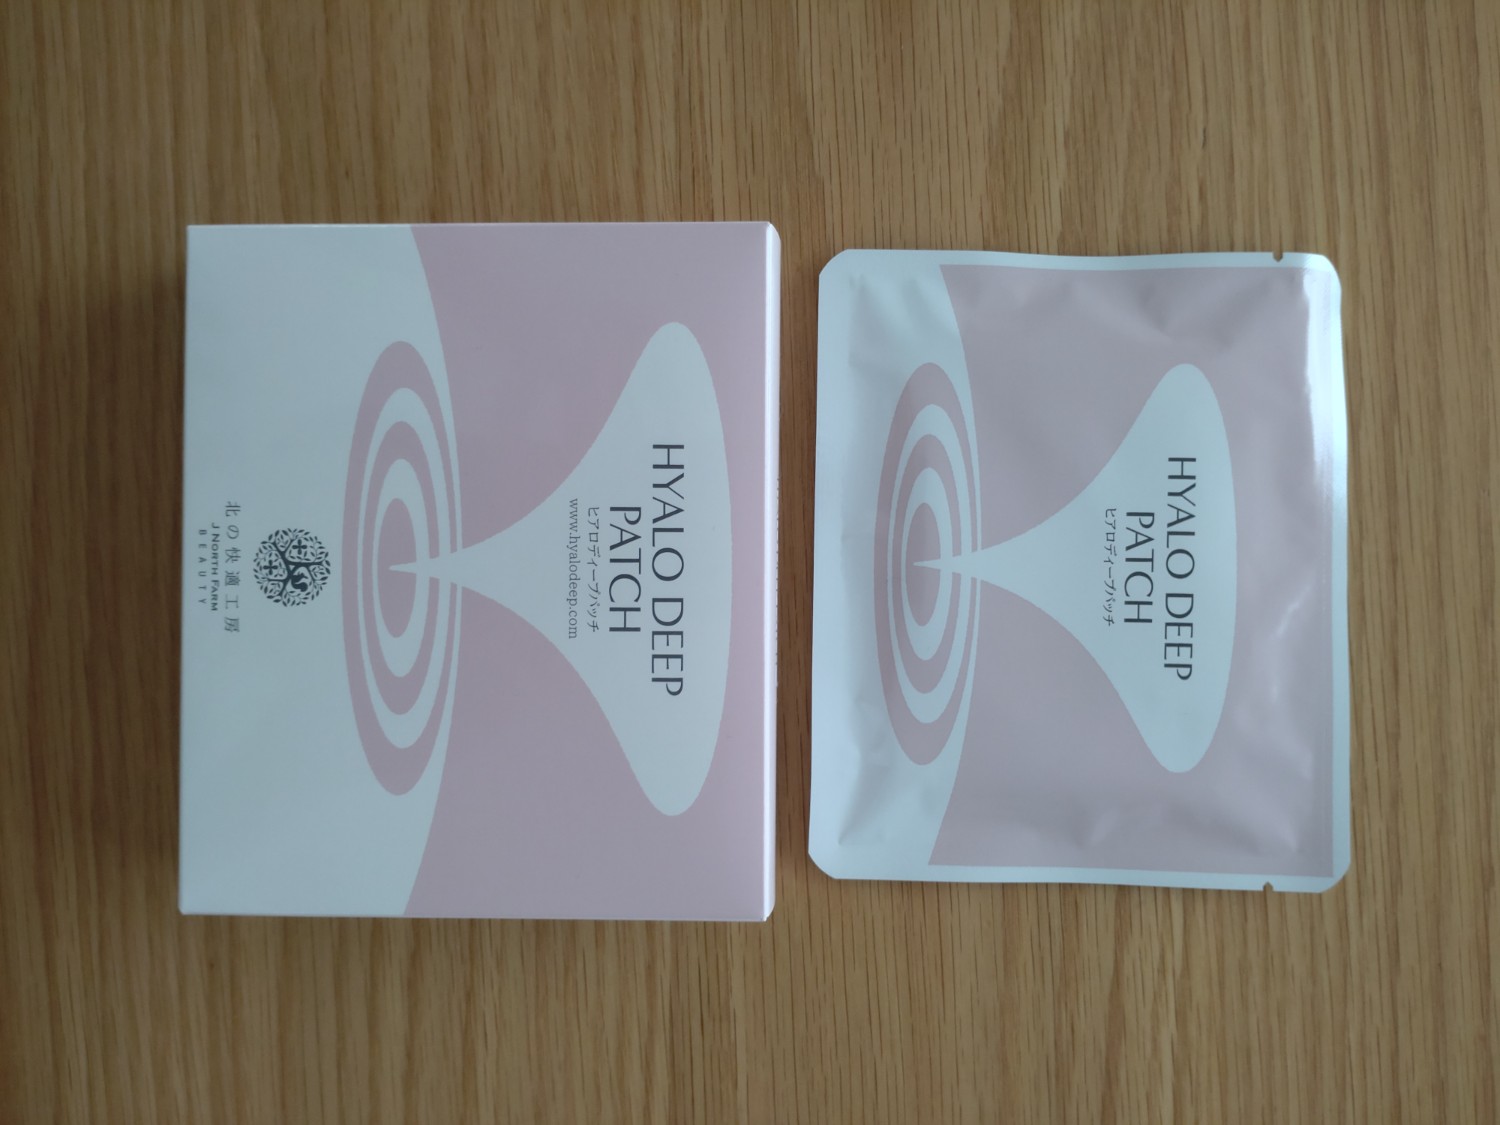 HYALO DEEP
PATCH
ヒアロディープパッチ
www.hyalodeep.com
北の快適工房
J NORTH FARM
BEAUTY
HYALO DEEP
PATCH
ヒアロディープパッチ